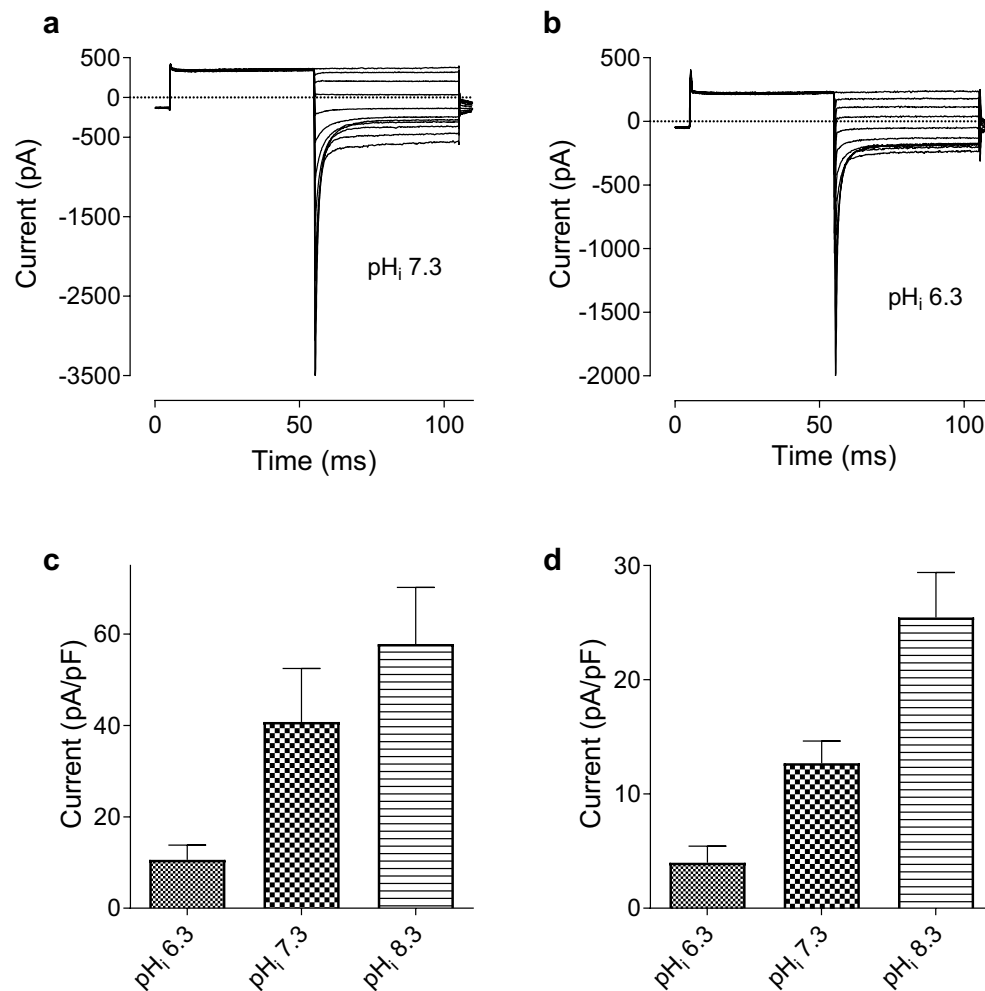 a
500
0
-500
-1500
-2500
-3500
Current (pA)
pHi 7.3
0
50
100
Time (ms)
b
500
0
-500
-1000
-1500
-2000
Current (pA)
pHi 6.3
0
50
100
Time (ms)
c
60
40
20
0
Current (pA/pF)
pHi 6.3
pHi 7.3
pHi 8.3
d
30
20
10
0
Current (pA/pF)
pHi 6.3
pHi 7.3
pHi 8.3